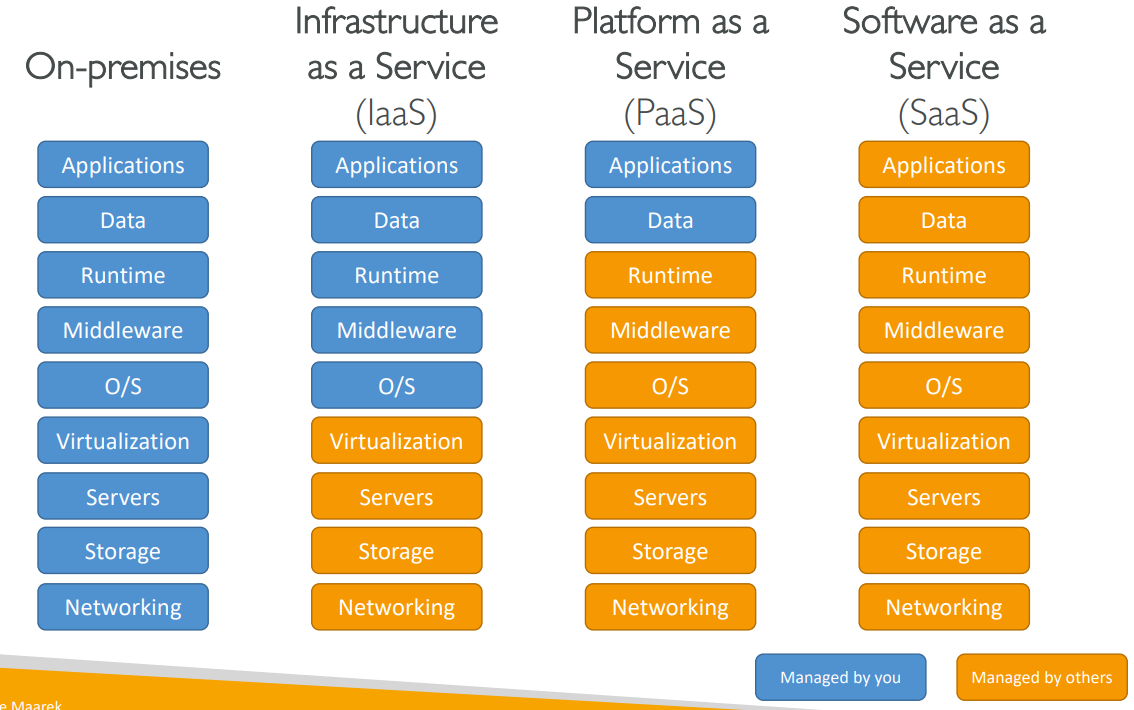 On-premises
Infrastructure
as a Service
(IaaS)
Platform as a
Service
(PaaS)
Software as a
Service
(SaaS)
Applications
Data
Runtime
Middleware
O/S
Virtualization
Servers
Storage
Networking
Applications
Data
Runtime
Middleware
O/S
Virtualization
Servers
Storage
Networking
Applications
Data
Runtime
Middleware
O/S
Virtualization
Servers
Storage
Networking
Applications
Data
Runtime
Middleware
O/S
Virtualization
Servers
Storage
Networking
Managed by you
Managed by others
e Maarek